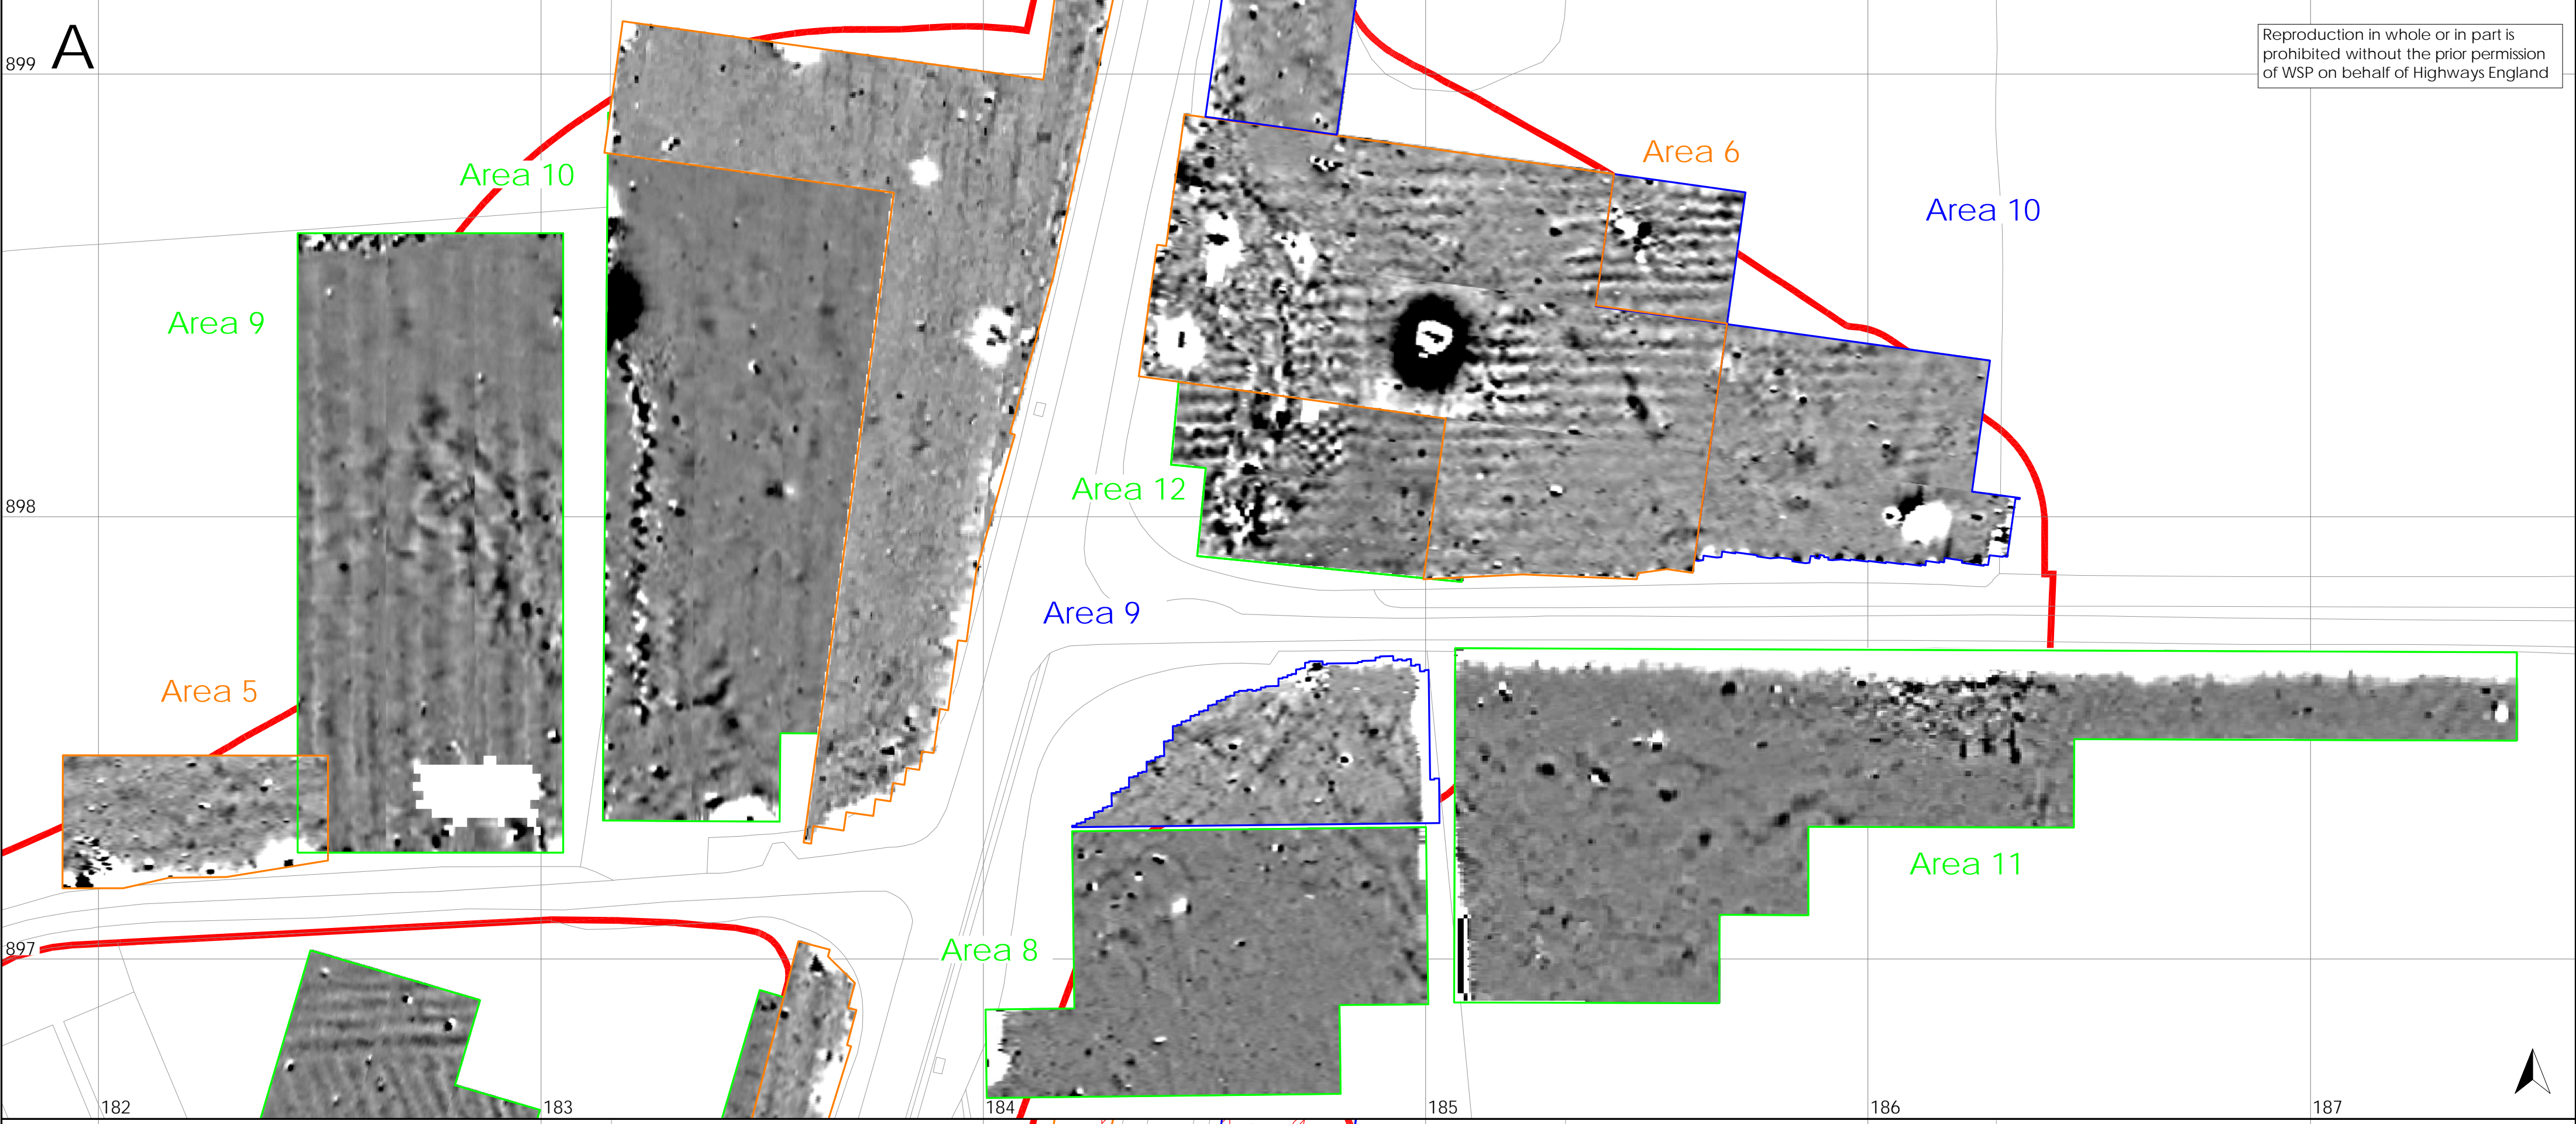 A
Reproduction in whole or in part is
prohibited without the prior permission
of WSP on behalf of Highways England
899
Area 6
Area 10
Area 10
Area 9
Area 12
898
Area 9
Area 5
Area 11
Area 8
897
182
183
184
185
186
187